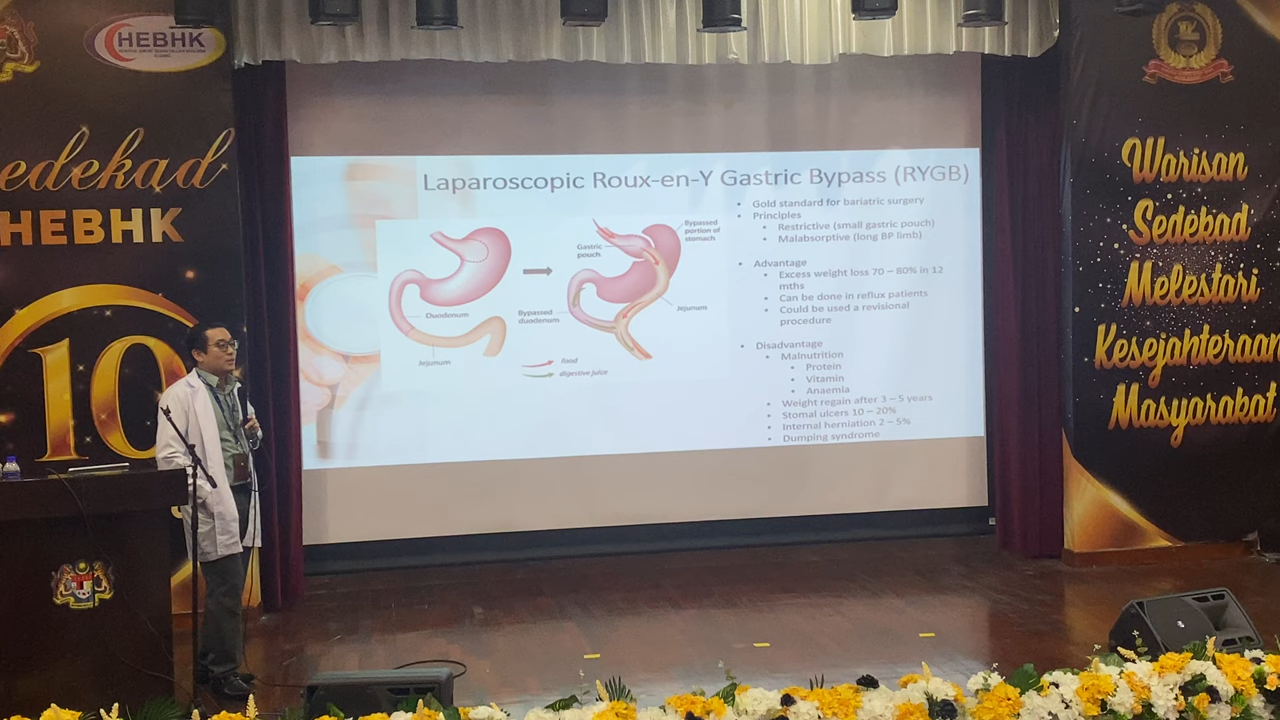 HEBHK
edekad
HEBHK
10
Laparoscopic Roux-en-Y Gastric Bypass (RYGB)
Duodonum
Jejunum
Gastric
pouch
Bypassed
portion of
stomach
Bypassed
duodenum
Jejunum
food
digestive juice
• Gold standard for bariatric surgery
• Principles
• Restrictive (small gastric pouch)
• Malabsorptive (long BP limb)
• Advantage
• Excess weight loss 70 – 80% in 12
mths
• Can be done in reflux patients
• Could be used a revisional
procedure
• Disadvantage
• Malnutrition
• Protein
• Vitamin
• Anaemia
• Weight regain after 3 – 5 years
• Stomal ulcers 10 – 20%
• Internal herniation 2 – 5%
• Dumping syndrome
Warisan
Sedekad
Melestari
Kesejahteraan
Masyarakat